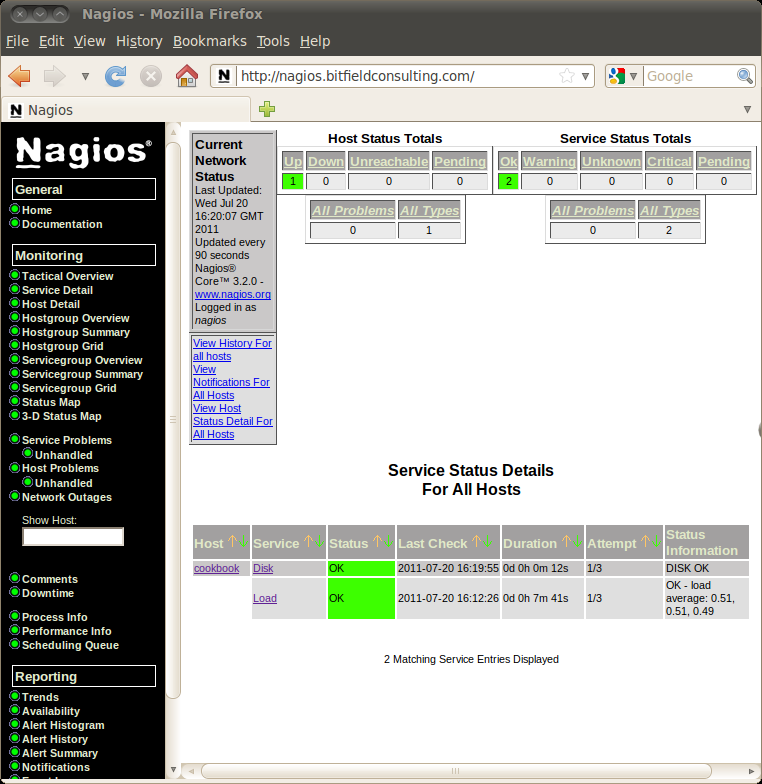 Nagios - Mozilla Firefox
File Edit View History Bookmarks Tools Help
N http://nagios.bitfieldconsulting.com/ Google
N Nagios
Nagios®
General
Home
Documentation
Monitoring
Tactical Overview
Service Detail
Host Detail
Hostgroup Overview
Hostgroup Summary
Hostgroup Grid
Servicegroup Overview
Servicegroup Summary
Servicegroup Grid
Status Map
3-D Status Map
Service Problems
Unhandled
Host Problems
Unhandled
Network Outages
Show Host:
Comments
Downtime
Process Info
Performance Info
Scheduling Queue
Reporting
Trends
Availability
Alert Histogram
Alert History
Alert Summary
Notifications
Current
Network
Status
Last Updated:
Wed Jul 20
16:20:07 GMT
2011
Updated every
90 seconds
Nagios®
Core™ 3.2.0 -
www.nagios.org
Logged in as
nagios
View History For
all hosts
View
Notifications For
All Hosts
View Host
Status Detail For
All Hosts
Host Status Totals
Up Down Unreachable Pending
1 0 0 0
All Problems All Types
0 1
Service Status Totals
Ok Warning Unknown Critical Pending
2 0 0 0 0
All Problems All Types
0 2
Service Status Details
For All Hosts
Host Service Status Last Check Duration Attempt Status
Information
cookbook Disk OK 2011-07-20 16:19:55 0d 0h 0m 12s 1/3 DISK OK
Load OK 2011-07-20 16:12:26 0d 0h 7m 41s 1/3 OK - load
average: 0.51,
0.51, 0.49
2 Matching Service Entries Displayed